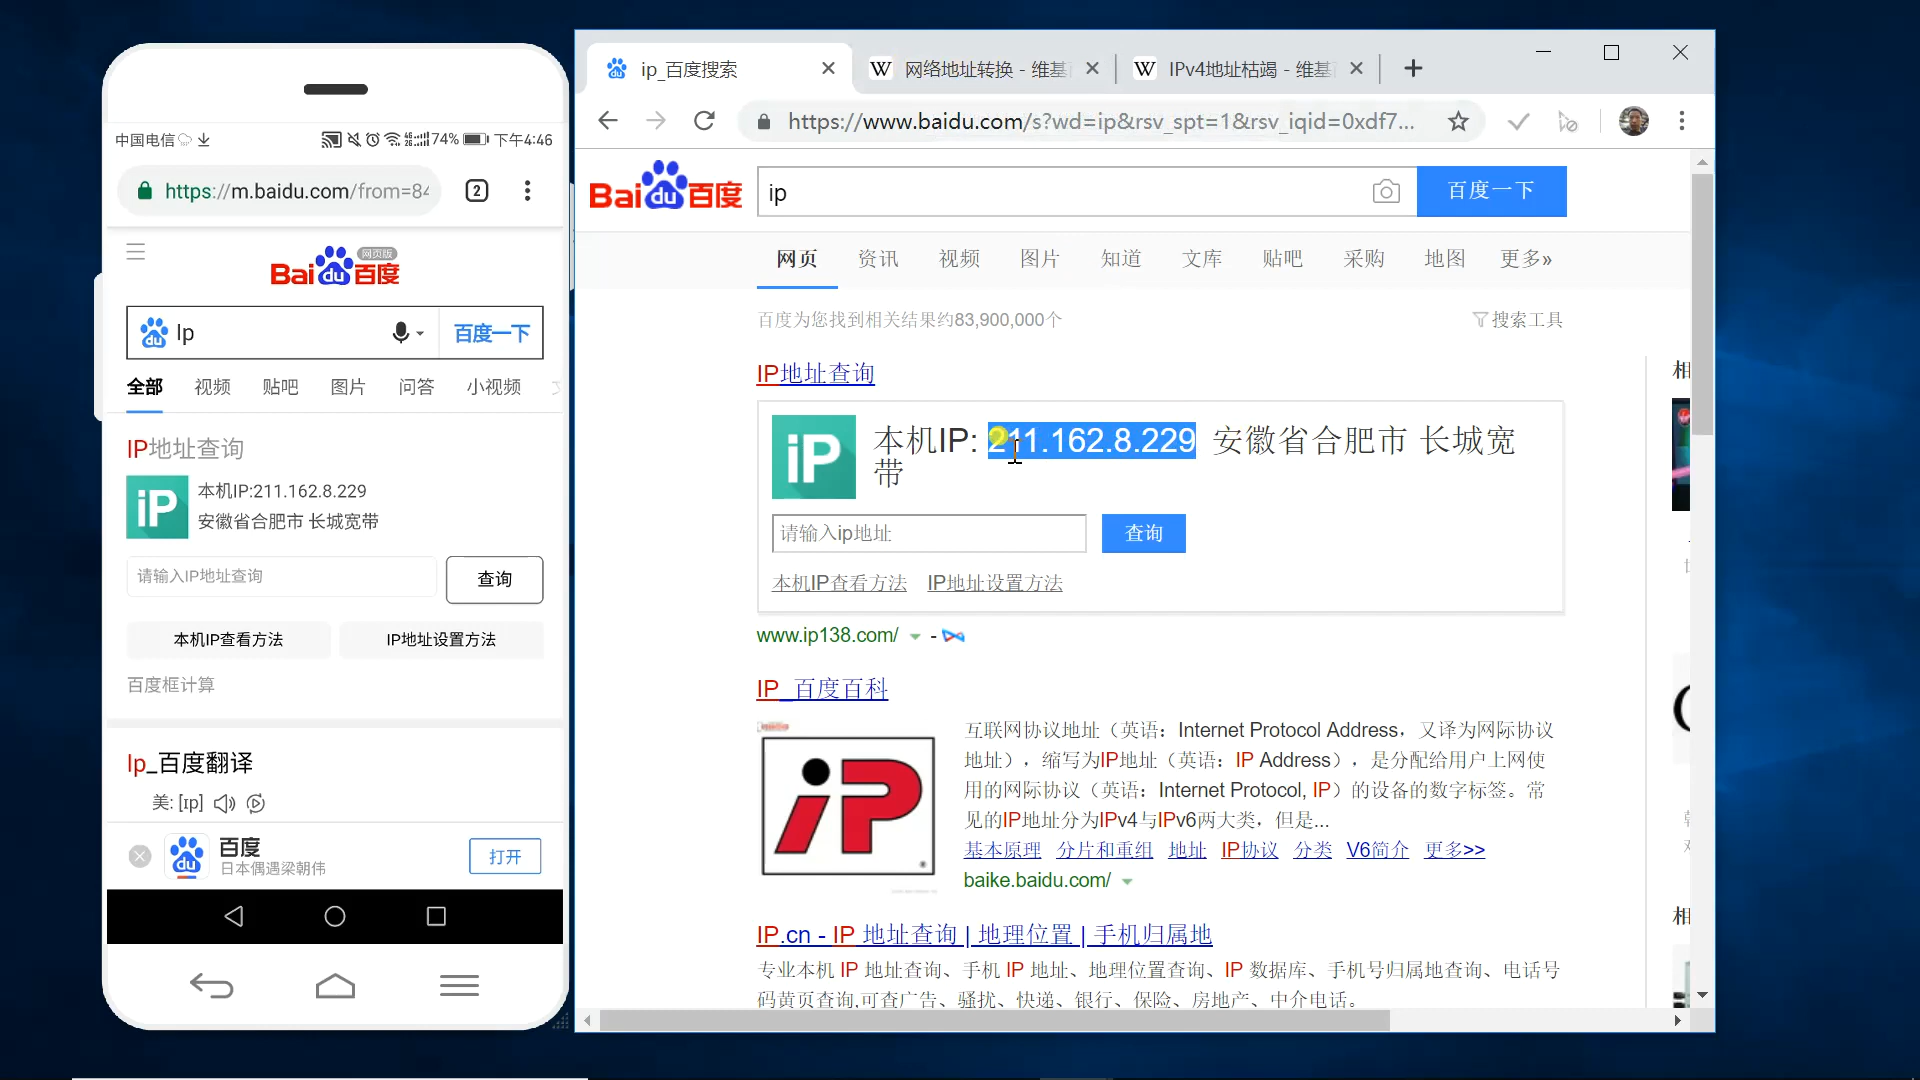 中国电信
74% 下午4:46
https://m.baidu.com/from=84
2
Bai du 百度 网页版
du Ip 百度一下
全部 视频 贴吧 图片 问答 小视频
IP地址查询
iP 本机IP:211.162.8.229
安徽省合肥市 长城宽带
请输入IP地址查询 查询
本机IP查看方法 IP地址设置方法
百度框计算
Ip_百度翻译
美: [ɪp]
du 百度
日本偶遇梁朝伟
打开
ip_百度搜索
W 网络地址转换 - 维基
W IPv4地址枯竭 - 维基
https://www.baidu.com/s?wd=ip&rsv_spt=1&rsv_iqid=0xdf7...
Bai du 百度 ip 百度一下
网页 资讯 视频 图片 知道 文库 贴吧 采购 地图 更多»
百度为您找到相关结果约83,900,000个 搜索工具
IP地址查询
iP 本机IP: 211.162.8.229 安徽省合肥市 长城宽
带
请输入ip地址 查询
本机IP查看方法 IP地址设置方法
www.ip138.com/ -
IP_百度百科
iP
互联网协议地址（英语：Internet Protocol Address，又译为网际协议
地址），缩写为IP地址（英语：IP Address），是分配给用户上网使
用的网际协议（英语：Internet Protocol, IP）的设备的数字标签。常
见的IP地址分为IPv4与IPv6两大类，但是...
基本原理 分片和重组 地址 IP协议 分类 V6简介 更多>>
baike.baidu.com/
IP.cn - IP 地址查询 | 地理位置 | 手机归属地
专业本机 IP 地址查询、手机 IP 地址、地理位置查询、IP 数据库、手机号归属地查询、电话号
码黄页查询,可查广告、骚扰、快递、银行、保险、房地产、中介电话。
相
相